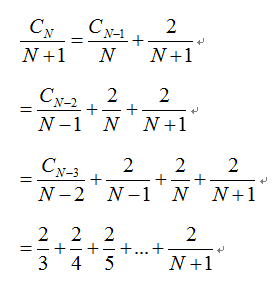 C_N/(N+1) = C_{N-1}/N + 2/(N+1) ↵
= C_{N-2}/(N-1) + 2/N + 2/(N+1) ↵
= C_{N-3}/(N-2) + 2/(N-1) + 2/N + 2/(N+1) ↵
= 2/3 + 2/4 + 2/5 + ... + 2/(N+1) ↵